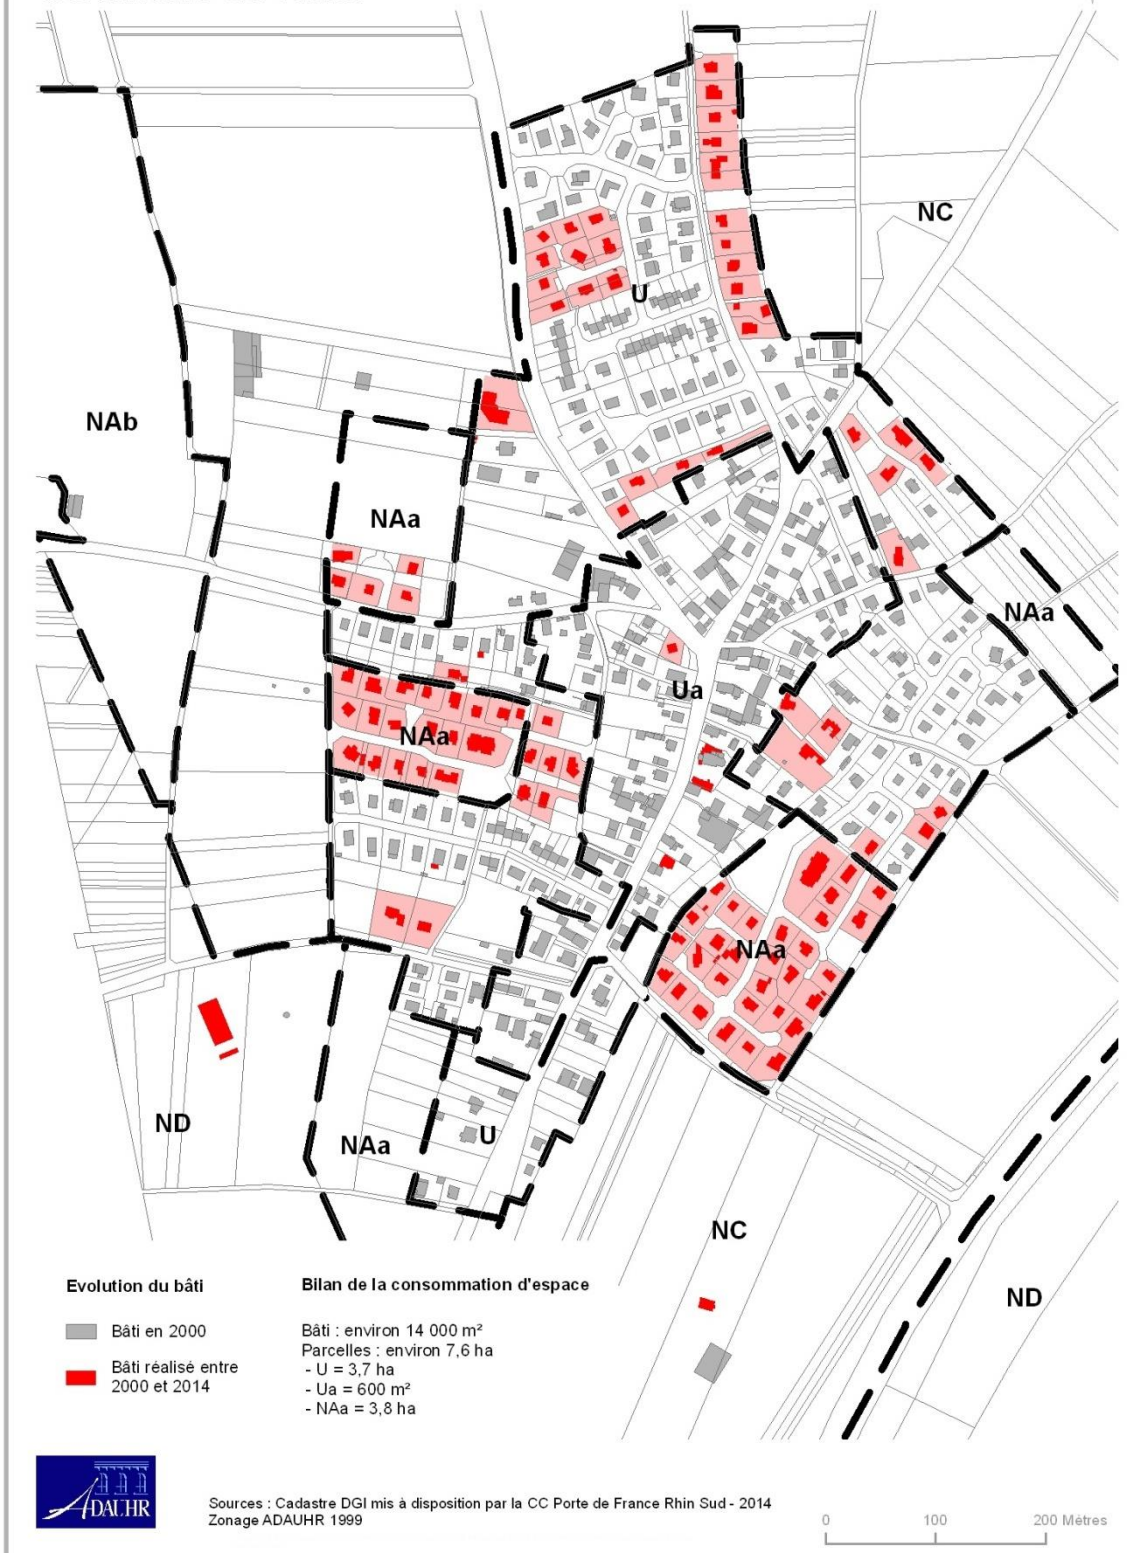 NC
U
NAb
NAa
NAa
Ua
NAa
NAa
ND
NAa
U
NC
ND
Evolution du bâti
Bâti en 2000
Bâti réalisé entre
2000 et 2014
Bilan de la consommation d'espace
Bâti : environ 14 000 m²
Parcelles : environ 7,6 ha
- U = 3,7 ha
- Ua = 600 m²
- NAa = 3,8 ha
ADAUHR
Sources : Cadastre DGI mis à disposition par la CC Porte de France Rhin Sud - 2014
Zonage ADAUHR 1999
0 100 200 Mètres